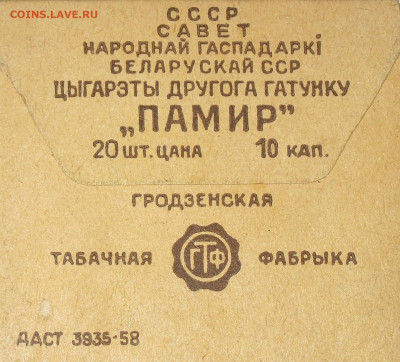 COINS.LAVE.RU
СССР
САВЕТ
НАРОДНАЙ ГАСПАДАРКІ
БЕЛАРУСКАЙ ССР
ЦЫГАРЭТЫ ДРУГОГА ГАТУНКУ
„ПАМИР”
20 ШТ. ЦАНА 10 КАП.
ГРОДЗЕНСКАЯ
ТАБАЧНАЯ ГТФ ФАБРЫКА
ДАСТ 3935-58